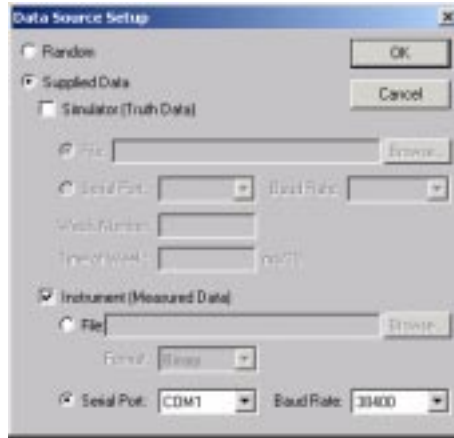 Data Source Setup
Random
OK
Supplied Data
Cancel
Simulator (Truth Data)
File:
Browse...
Serial Port:
Baud Rate:
Week Number:
Time of Week:
Instrument (Measured Data)
File
Browse...
Format:
Binary
Serial Port:
COM1
Baud Rate:
38400